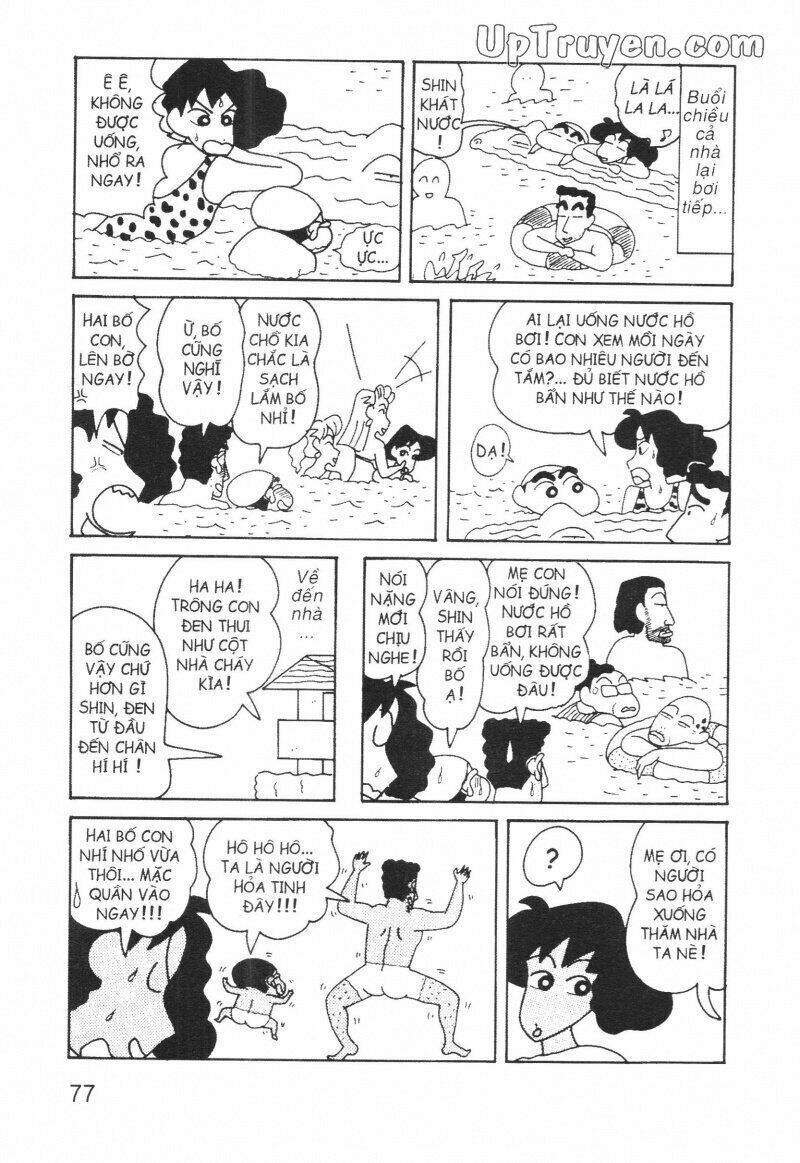 UpTruyen.com
Buổi
chiều
cả
nhà
lại
bơi
tiếp...
LÀ LÁ
LA LA...
SHIN
KHÁT
NƯỚC
!
Ê Ê,
KHÔNG
ĐƯỢC
UỐNG,
NHỔ RA
NGAY!
ỰC
ỰC...
AI LẠI UỐNG NƯỚC HỒ
BƠI! CON XEM MỖI NGÀY
CÓ BAO NHIÊU NGƯỜI ĐẾN
TẮM?... ĐỦ BIẾT NƯỚC HỒ
BẨN NHƯ THẾ NÀO!
DẠ!
NƯỚC
CHỖ KIA
CHẮC LÀ
SẠCH
LẮM BỐ
NHỈ!
Ừ, BỐ
CŨNG
NGHĨ
VẬY!
HAI BỐ
CON,
LÊN BỜ
NGAY!
MẸ CON
NÓI ĐÚNG!
NƯỚC HỒ
BƠI RẤT
BẨN, KHÔNG
UỐNG ĐƯỢC
ĐÂU!
VÂNG,
SHIN
THẤY
RỒI
BỐ
Ạ!
NÓI
NẶNG
MỚI
CHỊU
NGHE!
Về
đến
nhà
...
HA HA!
TRÔNG CON
ĐEN THUI
NHƯ CỘT
NHÀ CHÁY
KÌA!
BỐ CŨNG
VẬY CHỨ
HƠN GÌ
SHIN, ĐEN
TỪ ĐẦU
ĐẾN CHÂN
HÍ HÍ !
MẸ ƠI, CÓ
NGƯỜI
SAO HỎA
XUỐNG
THĂM NHÀ
TA NÈ!
?
HÔ HÔ HÔ...
TA LÀ NGƯỜI
HỎA TINH
ĐÂY!!!
HAI BỐ CON
NHÍ NHỐ VỪA
THÔI... MẶC
QUẦN VÀO
NGAY!!!
77